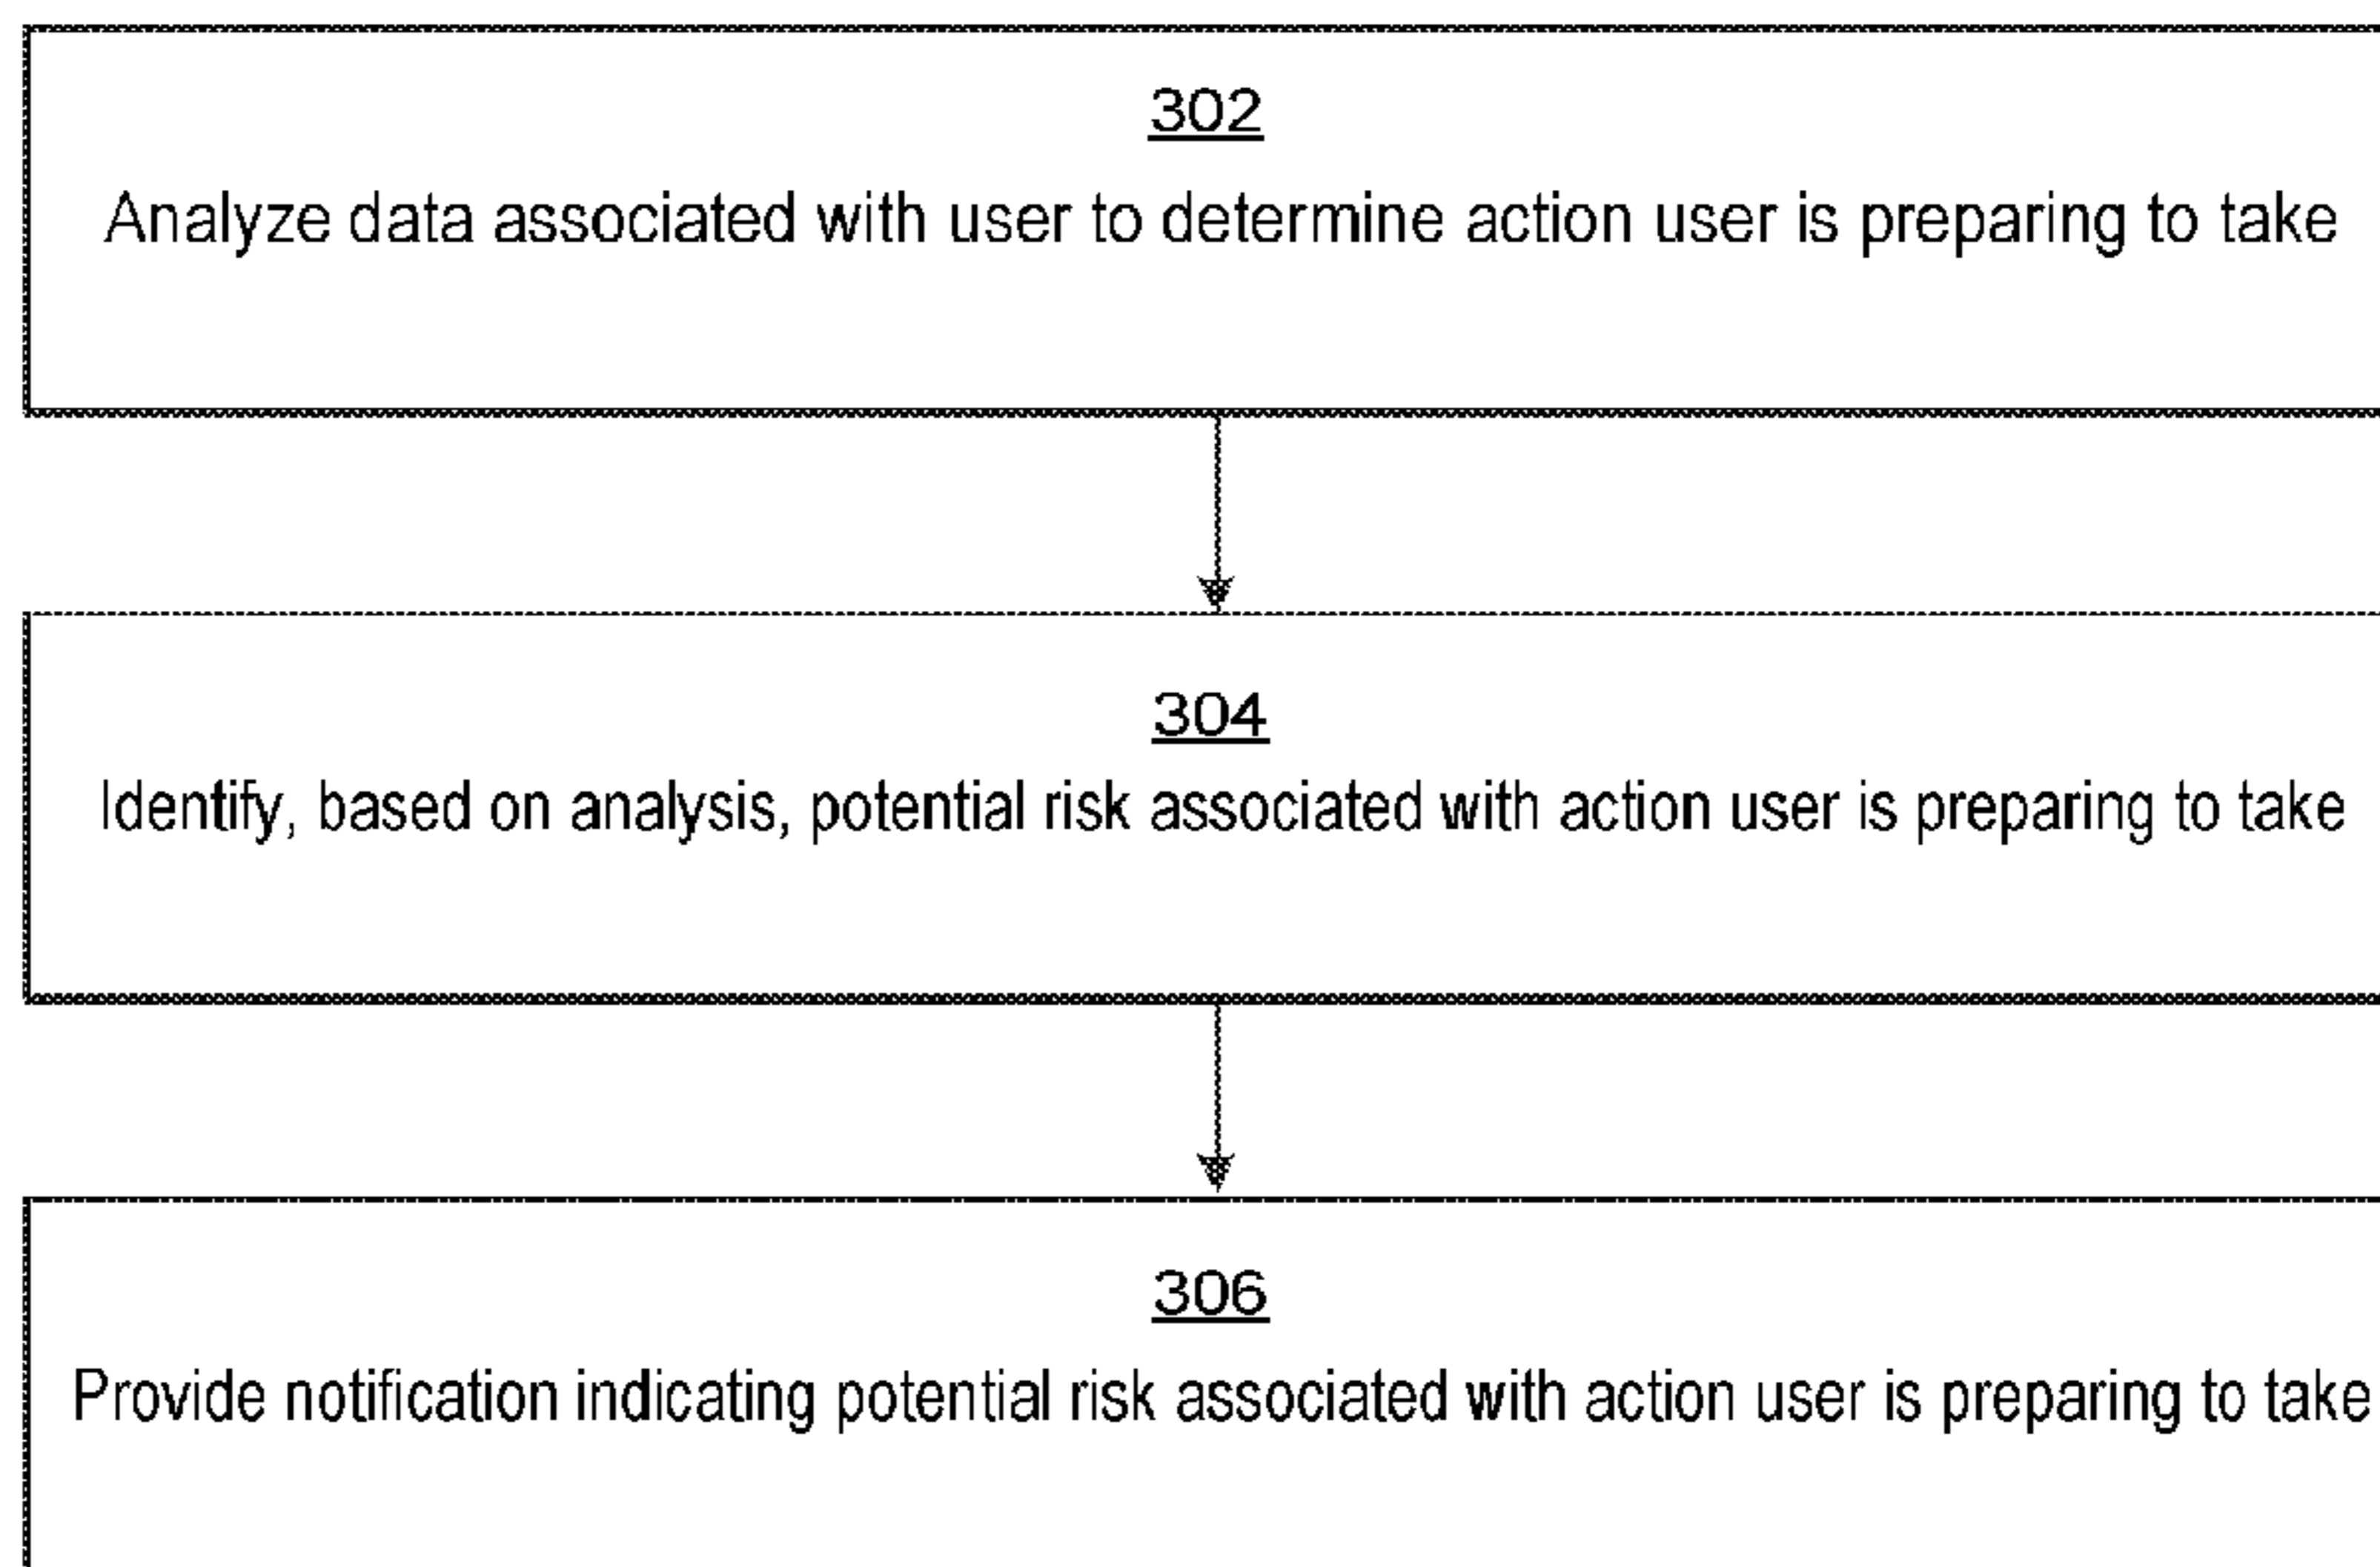 302
Analyze data associated with user to determine action user is preparing to take
304
Identify, based on analysis, potential risk associated with action user is preparing to take
306
Provide notification indicating potential risk associated with action user is preparing to take